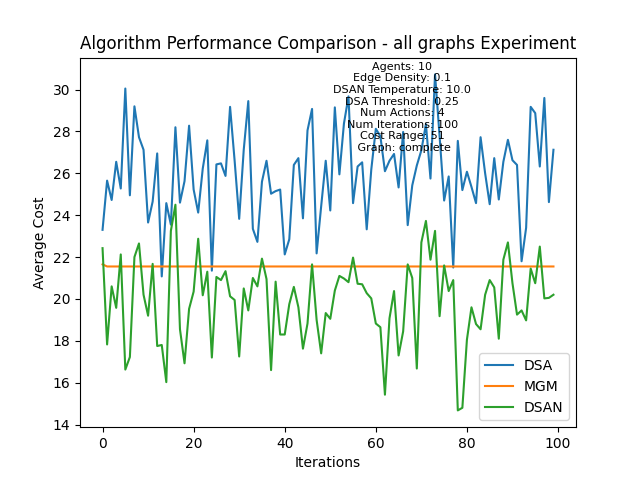 Algorithm Performance Comparison - all graphs Experiment
Agents: 10
Edge Density: 0.1
DSAN Temperature: 10.0
DSA Threshold: 0.25
Num Actions: 4
Num Iterations: 100
Cost Range: 51
Graph: complete
Average Cost
30
28
26
24
22
20
18
16
14
0
20
40
60
80
100
Iterations
DSA
MGM
DSAN